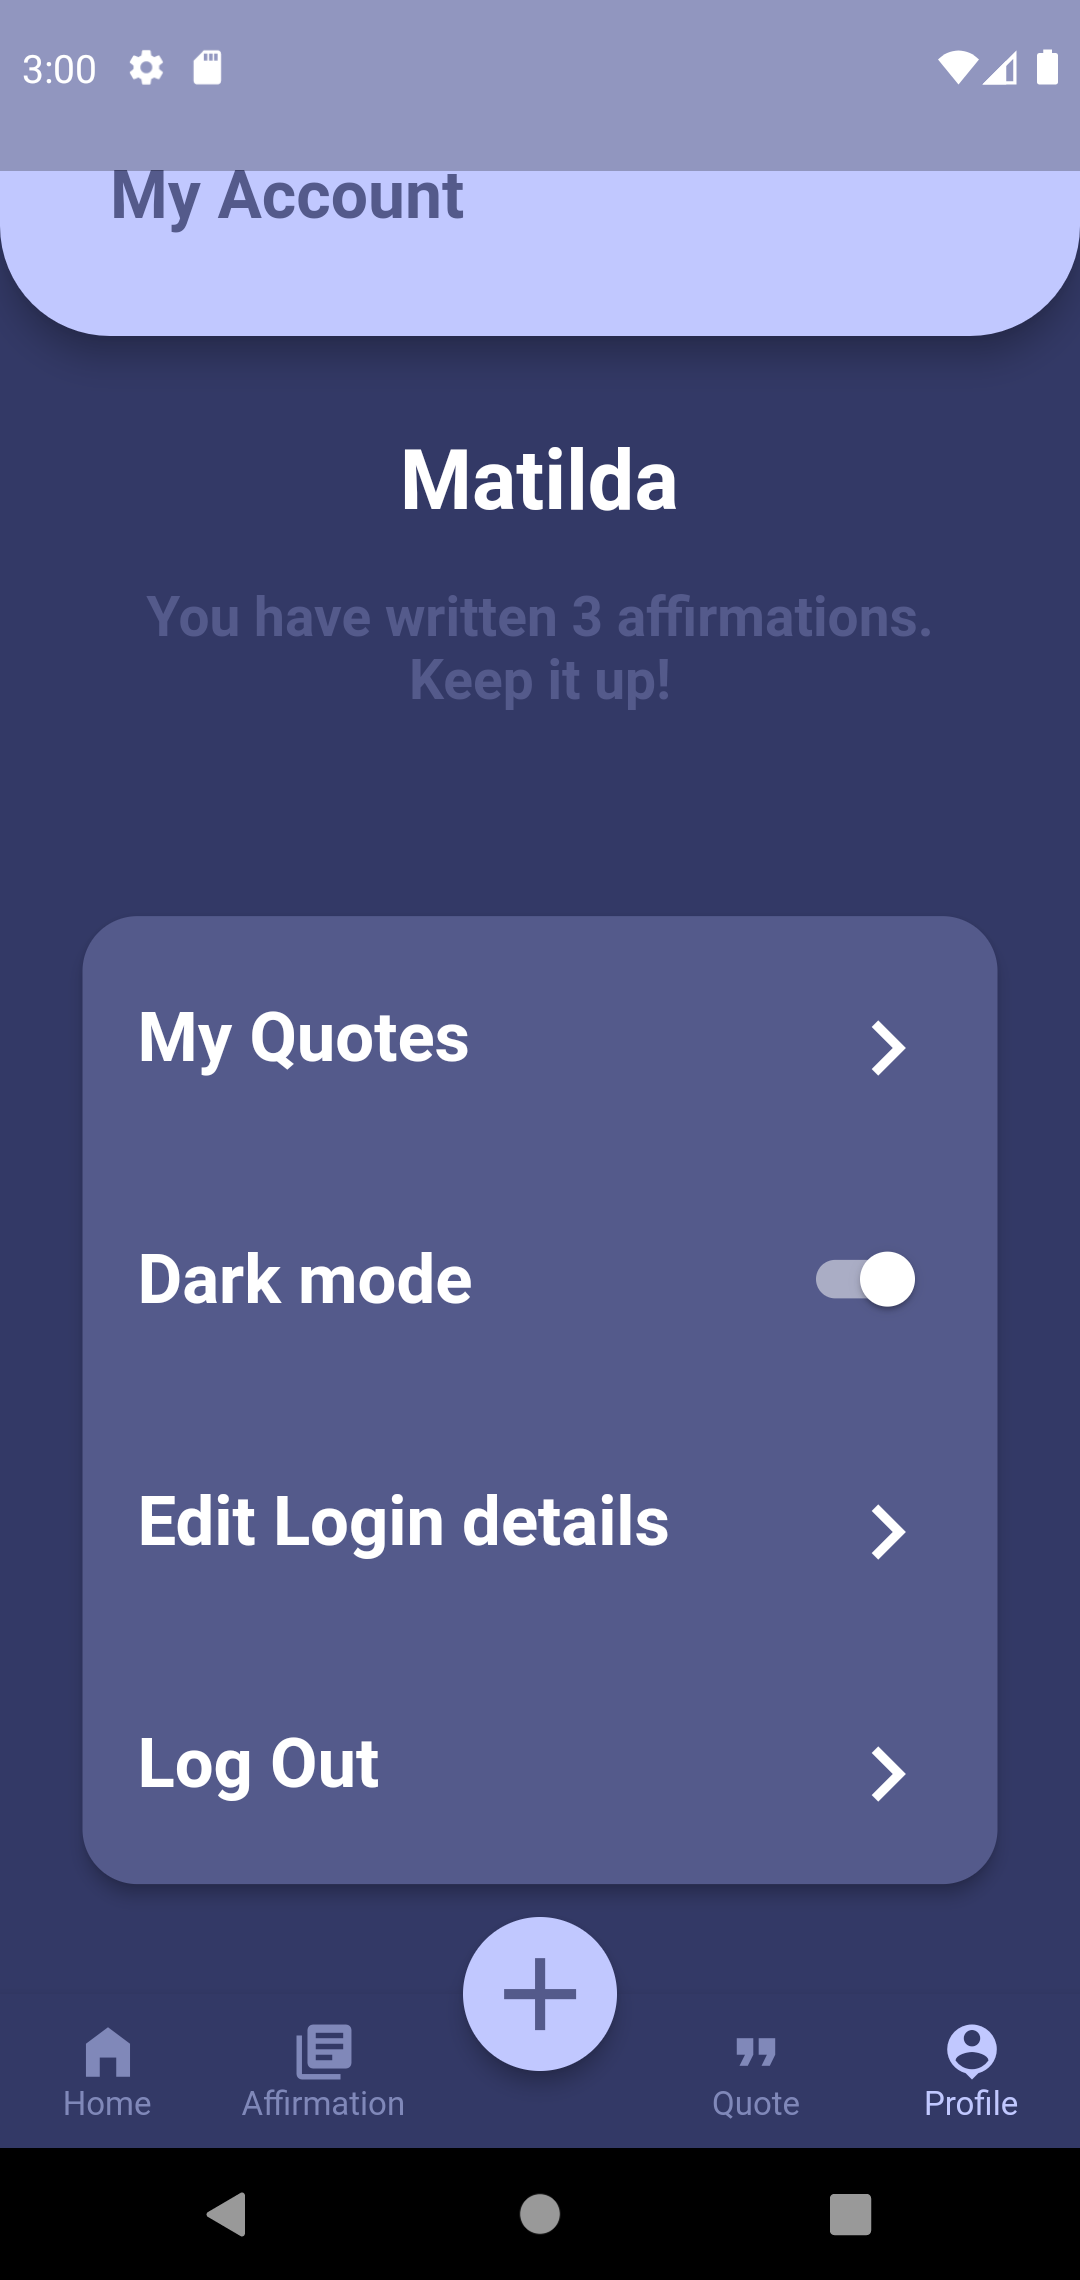 3:00
My Account
Matilda
You have written 3 affirmations.
Keep it up!
My Quotes
Dark mode
Edit Login details
Log Out
Home
Affirmation
Quote
Profile